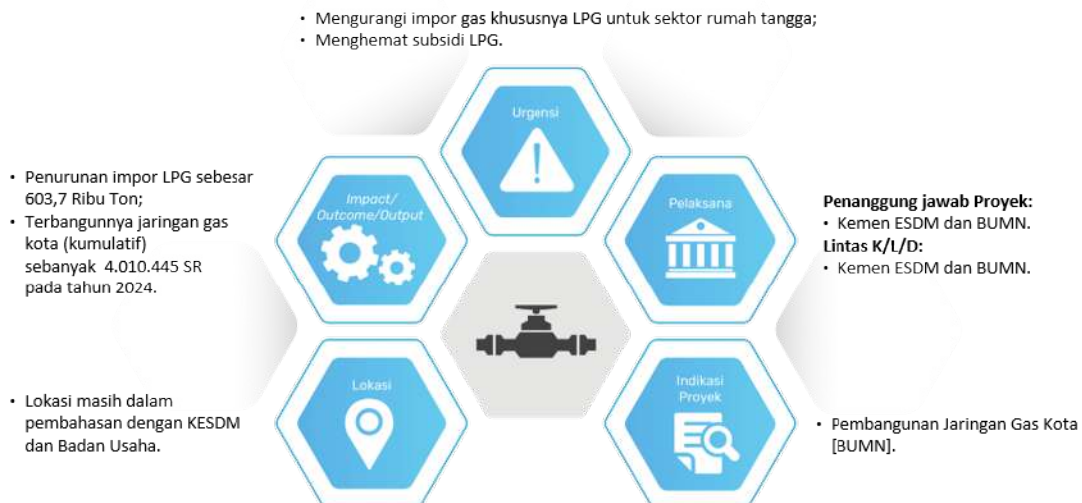 • Mengurangi impor gas khususnya LPG untuk sektor rumah tangga;
• Menghemat subsidi LPG.
Urgensi
• Penurunan impor LPG sebesar
603,7 Ribu Ton;
• Terbangunnya jaringan gas
kota (kumulatif)
sebanyak 4.010.445 SR
pada tahun 2024.
Impact/
Outcome/Output
Pelaksana
Penanggung jawab Proyek:
• Kemen ESDM dan BUMN.
Lintas K/L/D:
• Kemen ESDM dan BUMN.
• Lokasi masih dalam
pembahasan dengan KESDM
dan Badan Usaha.
Lokasi
Indikasi
Proyek
• Pembangunan Jaringan Gas Kota
[BUMN].